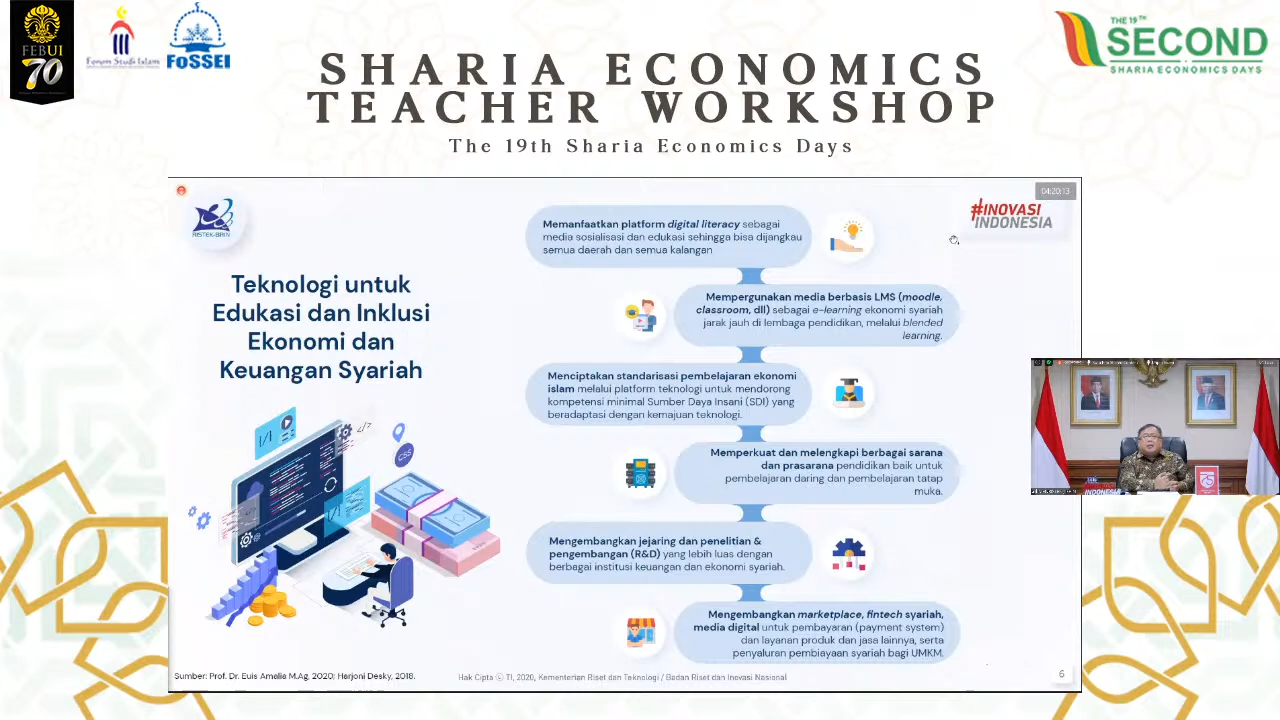 FEBUI
70
Forum Studi Islam
FoSSEI
THE 19TH
SECOND
SHARIA ECONOMICS DAYS
SHARIA ECONOMICS
TEACHER WORKSHOP
The 19th Sharia Economics Days
04:20:13
RISTEK-BRIN
#INOVASI
INDONESIA
Teknologi untuk
Edukasi dan Inklusi
Ekonomi dan
Keuangan Syariah
Memanfaatkan platform digital literacy sebagai
media sosialisasi dan edukasi sehingga bisa dijangkau
semua daerah dan semua kalangan
Mempergunakan media berbasis LMS (moodle,
classroom, dll) sebagai e-learning ekonomi syariah
jarak jauh di lembaga pendidikan, melalui blended
learning.
Menciptakan standarisasi pembelajaran ekonomi
islam melalui platform teknologi untuk mendorong
kompetensi minimal Sumber Daya Insani (SDI) yang
beradaptasi dengan kemajuan teknologi.
Memperkuat dan melengkapi berbagai sarana
dan prasarana pendidikan baik untuk
pembelajaran daring dan pembelajaran tatap
muka.
Mengembangkan jejaring dan penelitian &
pengembangan (R&D) yang lebih luas dengan
berbagai institusi keuangan dan ekonomi syariah.
Mengembangkan marketplace, fintech syariah,
media digital untuk pembayaran (payment system)
dan layanan produk dan jasa lainnya, serta
penyaluran pembiayaan syariah bagi UMKM.
</>
CSS
Sumber: Prof. Dr. Euis Amalia M.Ag, 2020; Harjoni Desky, 2018.
Hak Cipta © TI, 2020, Kementerian Riset dan Teknologi / Badan Riset dan Inovasi Nasional
6